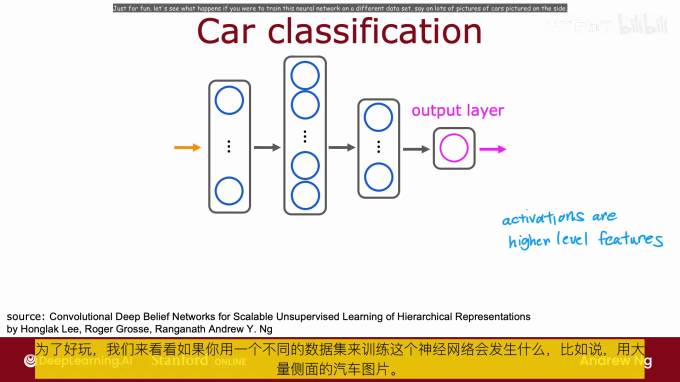 Just for fun, let's see what happens if you were to train this neural network on a different data set, say on lots of pictures of cars pictured on the side.
Car classification
bilibili
output layer
activations are
higher level features
source: Convolutional Deep Belief Networks for Scalable Unsupervised Learning of Hierarchical Representations
by Honglak Lee, Roger Grosse, Ranganath Andrew Y. Ng
为了好玩，我们来看看如果你用一个不同的数据集来训练这个神经网络会发生什么，比如说，用大
量侧面的汽车图片。
DeepLearning.AI Stanford ONLINE Andrew Ng